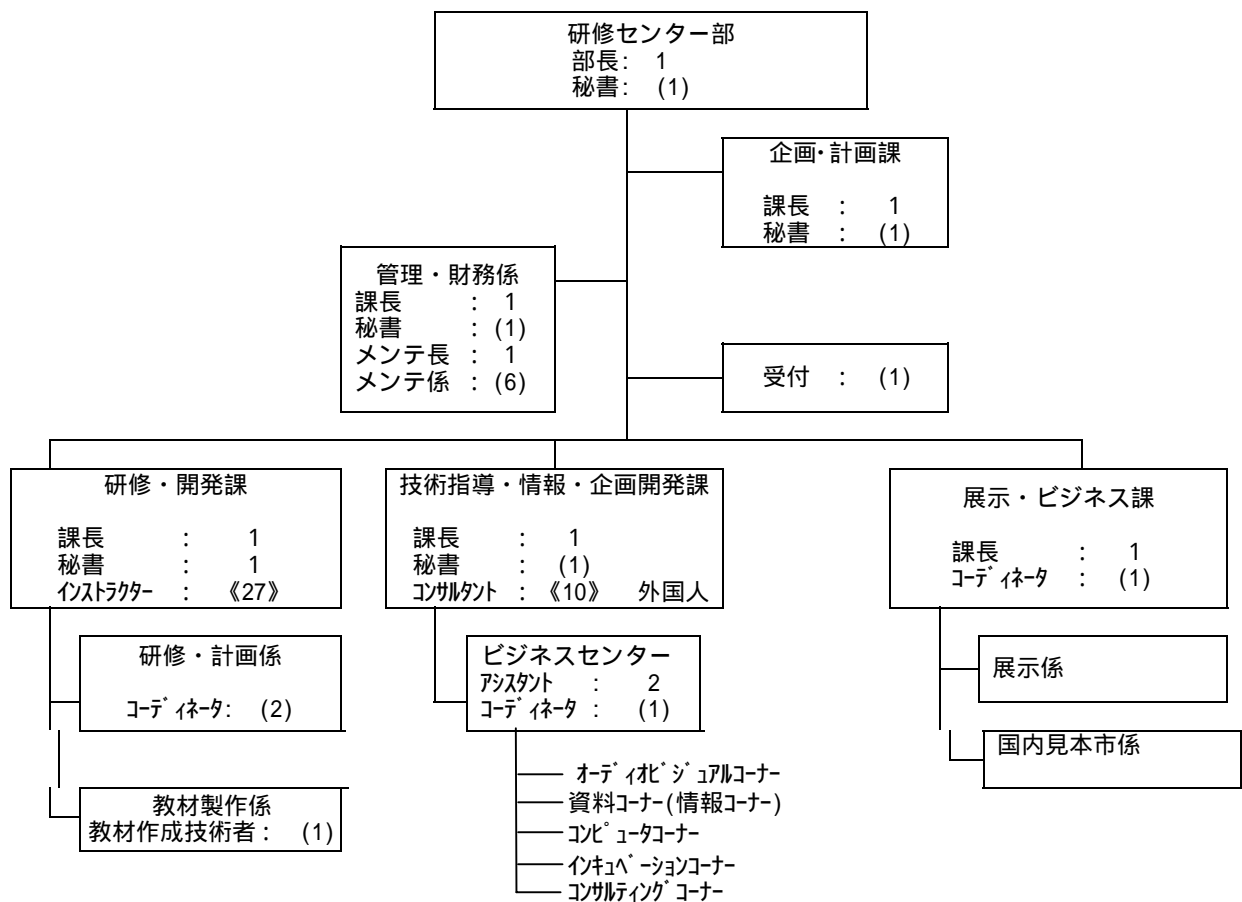 研修センター部
部長: 1
秘書: (1)
企画・計画課
課長 : 1
秘書 : (1)
管理・財務係
課長 : 1
秘書 : (1)
メンテ長 : 1
メンテ係 : (6)
受付 : (1)
研修・開発課
課長 : 1
秘書 : 1
インストラクター : 《27》
技術指導・情報・企画開発課
課長 : 1
秘書 : (1)
コンサルタント : 《10》 外国人
展示・ビジネス課
課長 : 1
コーディネータ : (1)
研修・計画係
コーディネータ: (2)
ビジネスセンター
アシスタント : 2
コーディネータ : (1)
展示係
国内見本市係
教材製作係
教材作成技術者: (1)
オーディオビジュアルコーナー
資料コーナー(情報コーナー)
コンピュータコーナー
インキュベーションコーナー
コンサルティングコーナー